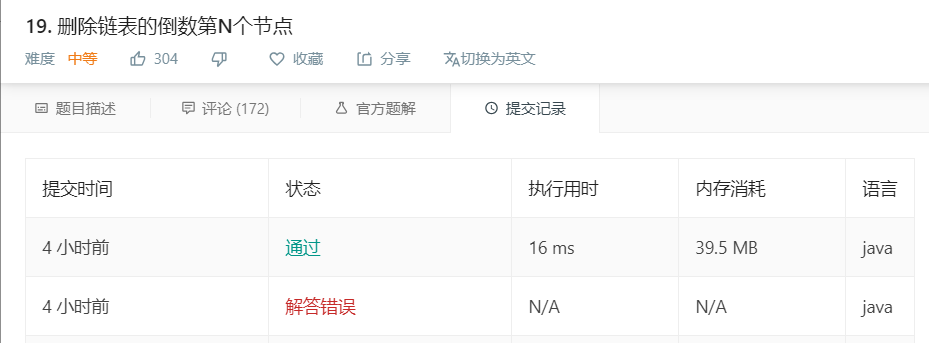 19. 删除链表的倒数第N个节点
难度 中等 304 收藏 分享 切换为英文
题目描述 评论 (172) 官方题解 提交记录
提交时间 状态 执行用时 内存消耗 语言
4 小时前 通过 16 ms 39.5 MB java
4 小时前 解答错误 N/A N/A java